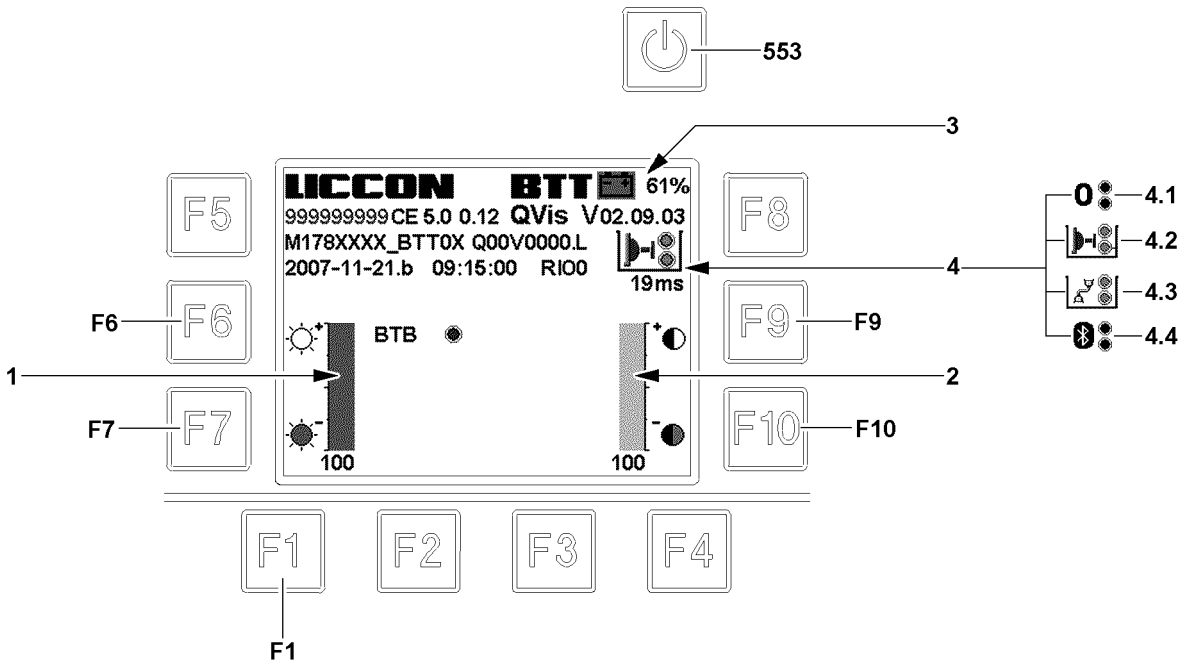 553
3
LICCON BTT - + 61%
F5 F8
999999999 CE 5.0 0.12 QVis V02.09.03
0 4.1
M178XXXX_BTT0X Q00V0000.L
4.2
2007-11-21.b 09:15:00 RIO0
4
19ms
4.3
F6 F6 F9 F9
+ BTB +
4.4
1 2
F7 F7 F10 F10
- -
100 100
F1 F2 F3 F4
F1